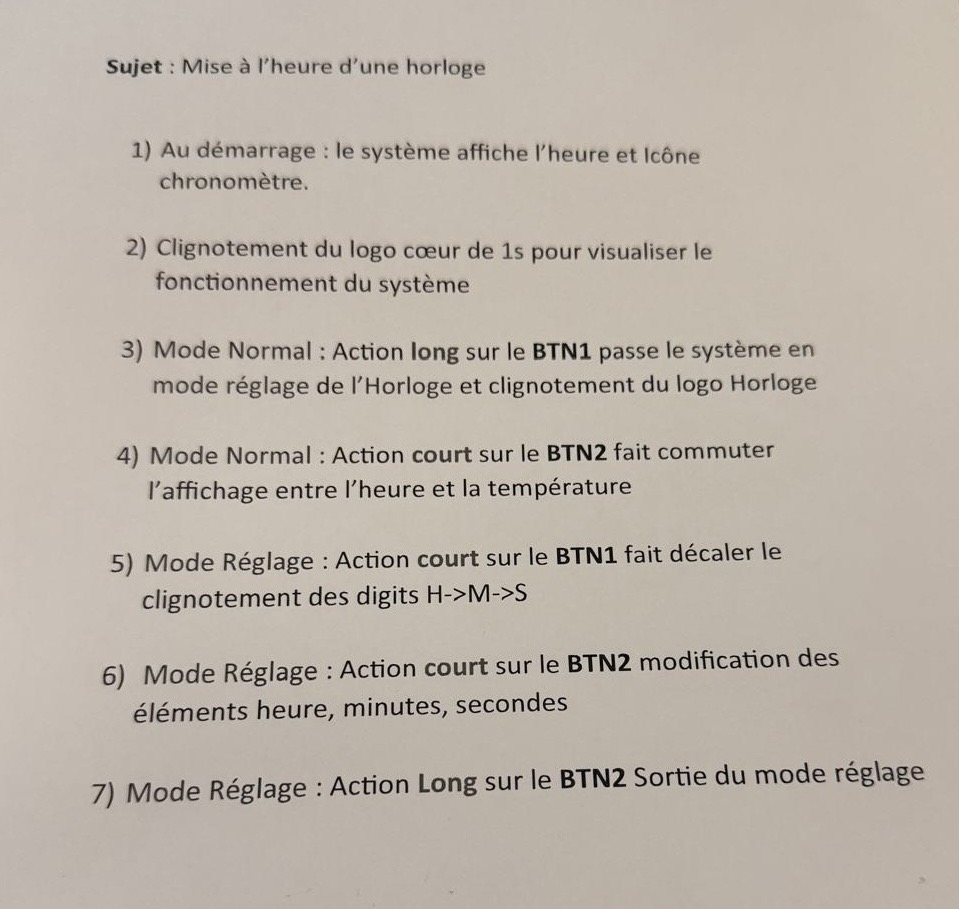 Sujet : Mise à l'heure d'une horloge
1) Au démarrage : le système affiche l'heure et Icône
chronomètre.
2) Clignotement du logo cœur de 1s pour visualiser le
fonctionnement du système
3) Mode Normal : Action long sur le BTN1 passe le système en
mode réglage de l'Horloge et clignotement du logo Horloge
4) Mode Normal : Action court sur le BTN2 fait commuter
l'affichage entre l'heure et la température
5) Mode Réglage : Action court sur le BTN1 fait décaler le
clignotement des digits H->M->S
6) Mode Réglage : Action court sur le BTN2 modification des
éléments heure, minutes, secondes
7) Mode Réglage : Action Long sur le BTN2 Sortie du mode réglage